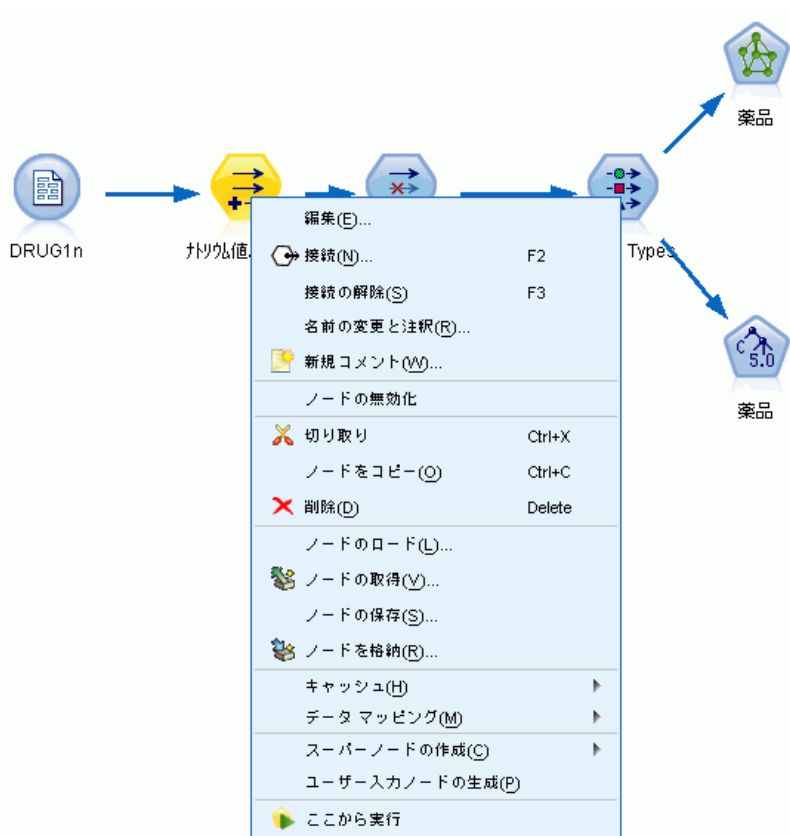 薬品
DRUG1n
ナトリウム値.
Types
C 5.0
薬品
編集(E)...
接続(N)... F2
接続の解除(S) F3
名前の変更と注釈(R)...
新規コメント(W)...
ノードの無効化
切り取り Ctrl+X
ノードをコピー(O) Ctrl+C
削除(D) Delete
ノードのロード(L)...
ノードの取得(V)...
ノードの保存(S)...
ノードを格納(R)...
キャッシュ(H)
データ マッピング(M)
スーパーノードの作成(C)
ユーザー入力ノードの生成(P)
ここから実行